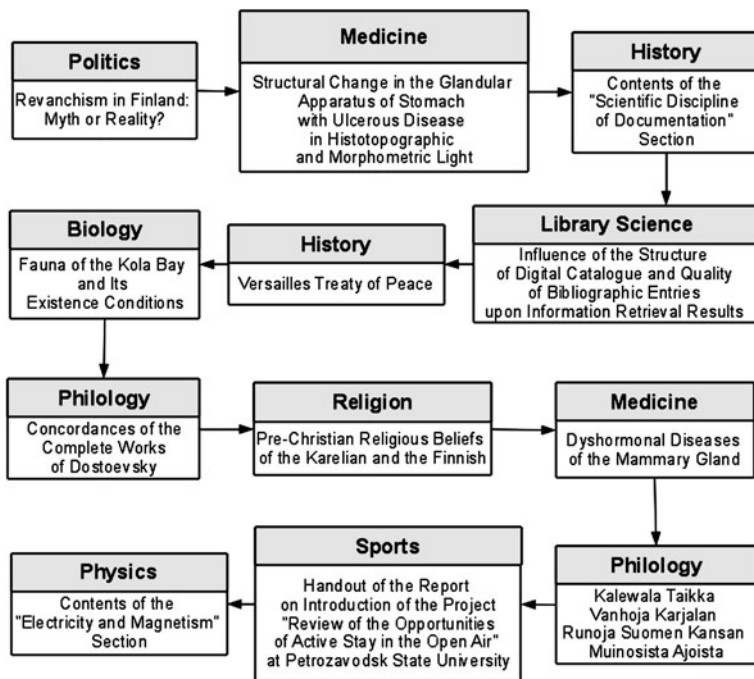 Politics
Revanchism in Finland:
Myth or Reality?
Medicine
Structural Change in the Glandular
Apparatus of Stomach
with Ulcerous Disease
in Histotopographic
and Morphometric Light
History
Contents of the
"Scientific Discipline
of Documentation"
Section
Library Science
Influence of the Structure
of Digital Catalogue and Quality
of Bibliographic Entries
upon Information Retrieval Results
History
Versailles Treaty of Peace
Biology
Fauna of the Kola Bay
and Its
Existence Conditions
Philology
Concordances of the
Complete Works
of Dostoevsky
Religion
Pre-Christian Religious Beliefs
of the Karelian and the Finnish
Medicine
Dyshormonal Diseases
of the Mammary Gland
Philology
Kalewala Taikka
Vanhoja Karjalan
Runoja Suomen Kansan
Muinosista Ajoista
Sports
Handout of the Report
on Introduction of the Project
"Review of the Opportunities
of Active Stay in the Open Air"
at Petrozavodsk State University
Physics
Contents of the
"Electricity and Magnetism"
Section